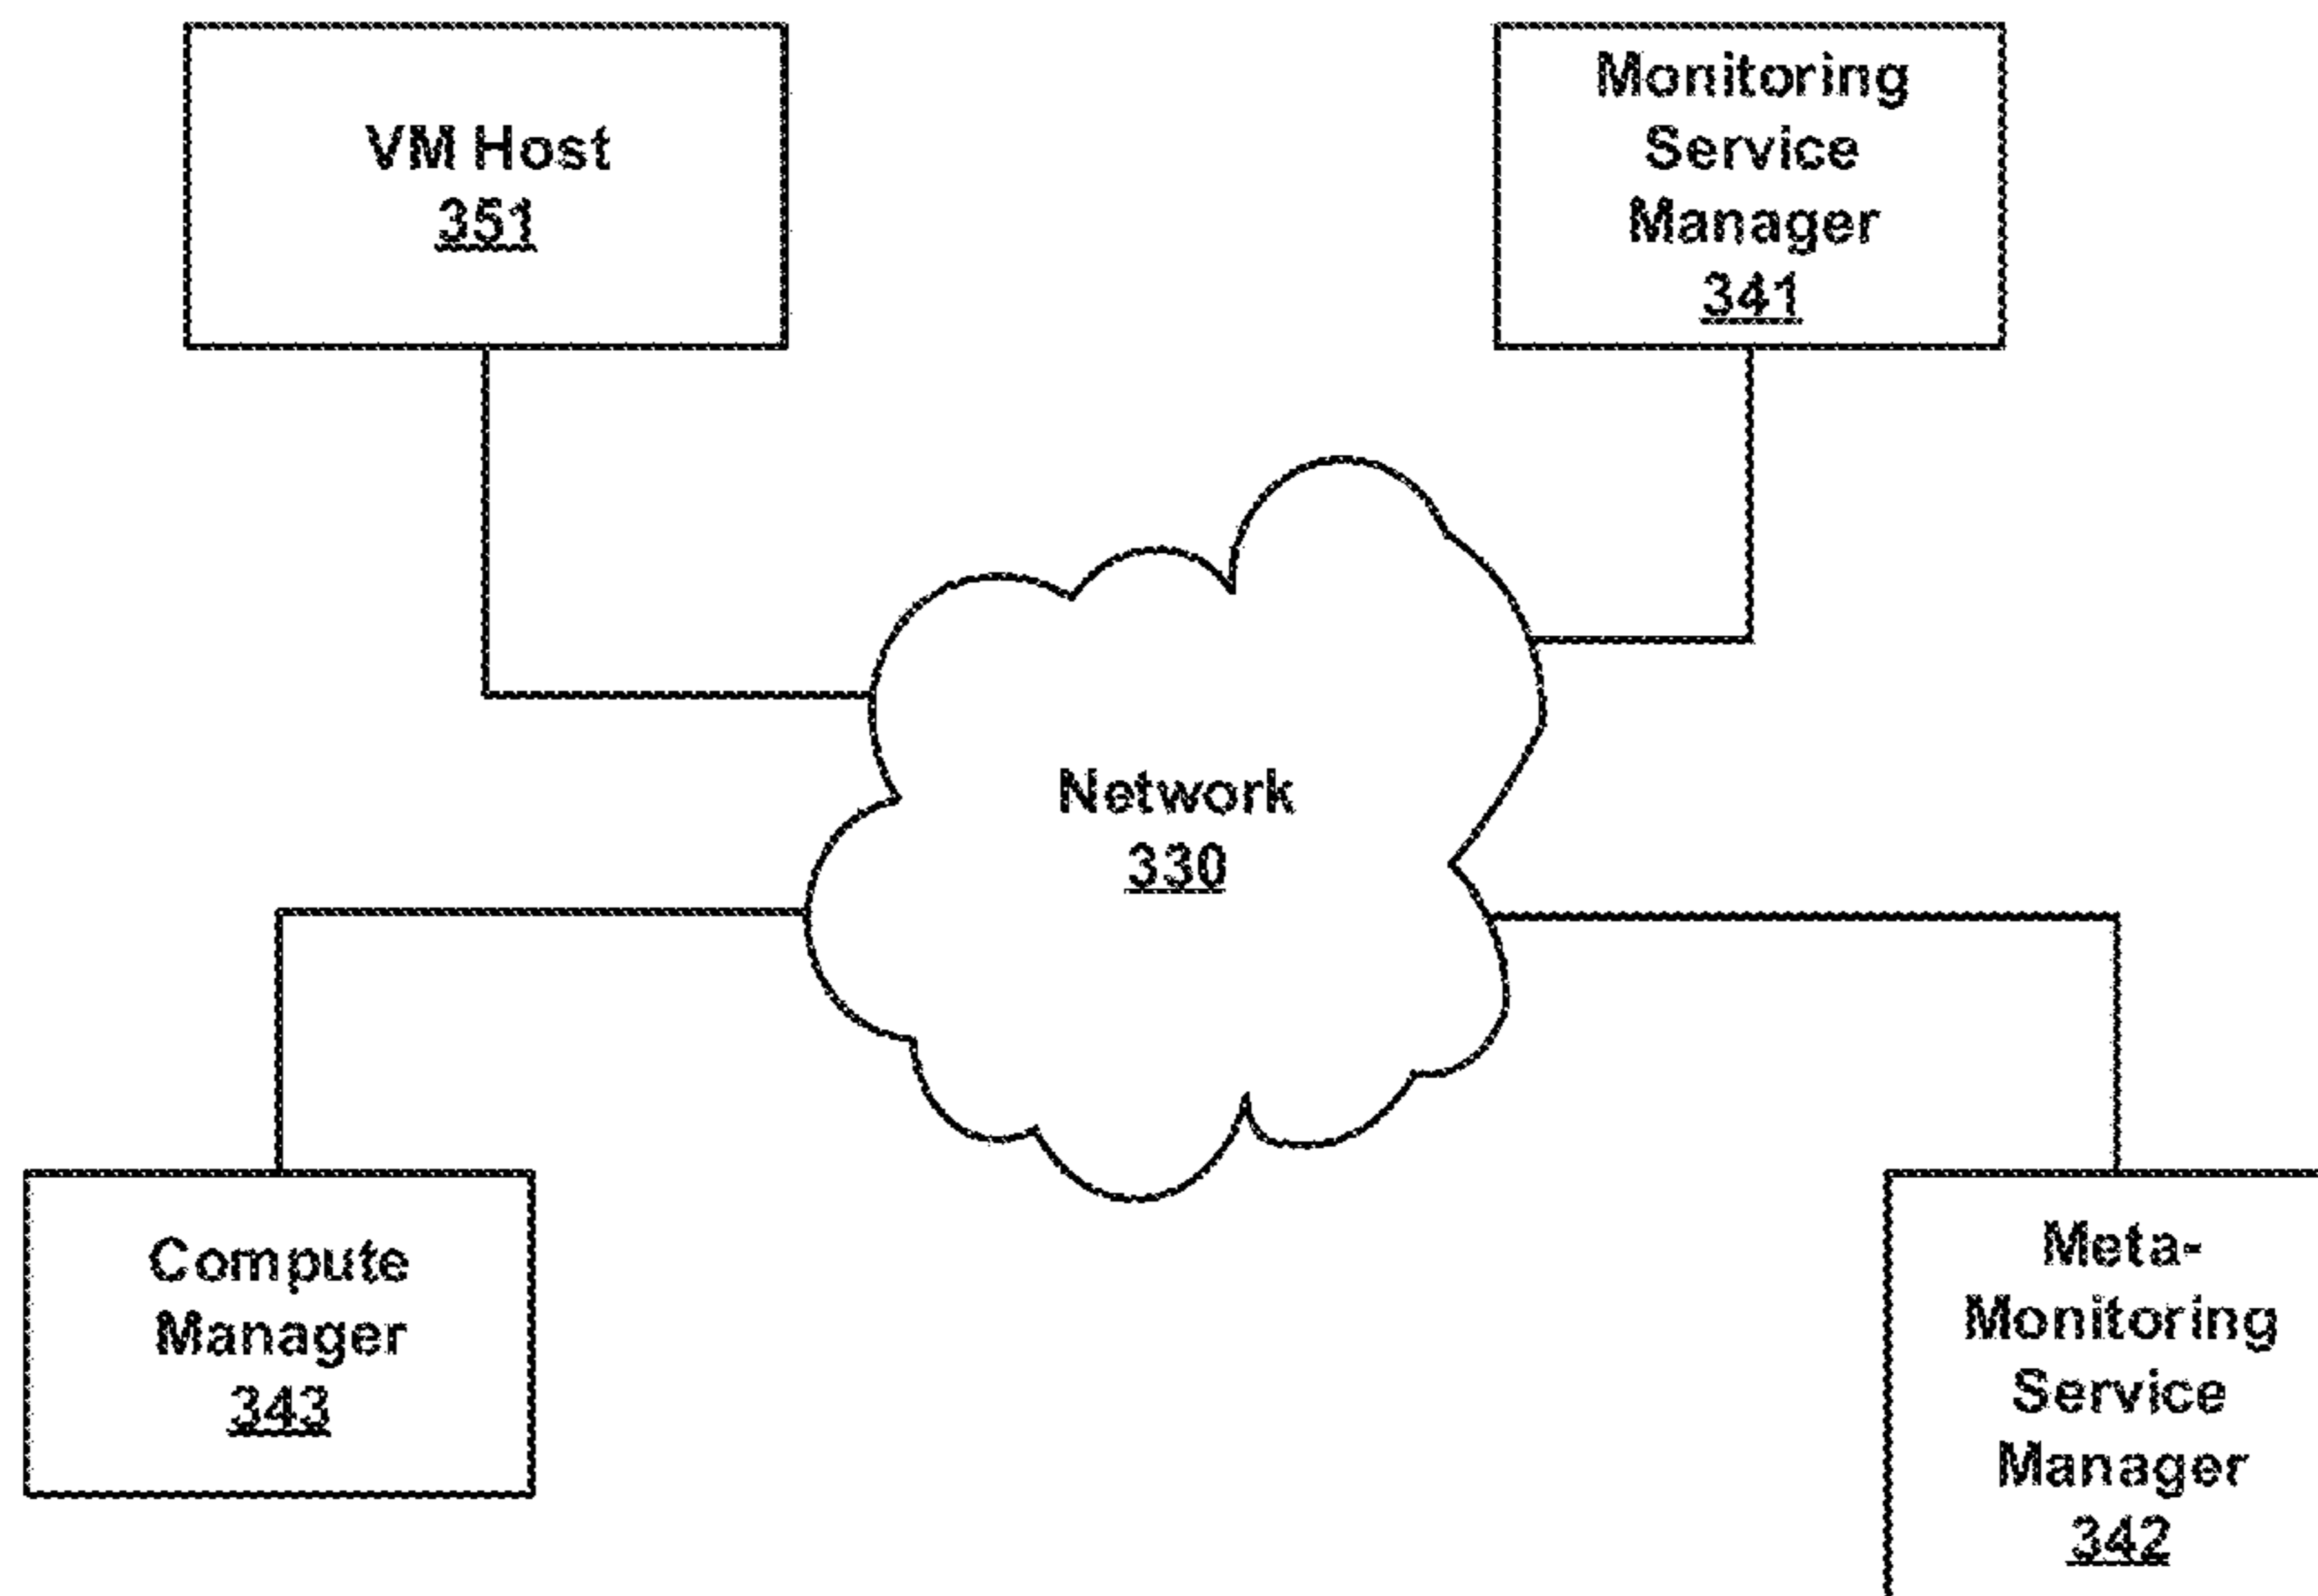 VM Host
351
Monitoring
Service
Manager
341
Network
330
Compute
Manager
343
Meta-
Monitoring
Service
Manager
342